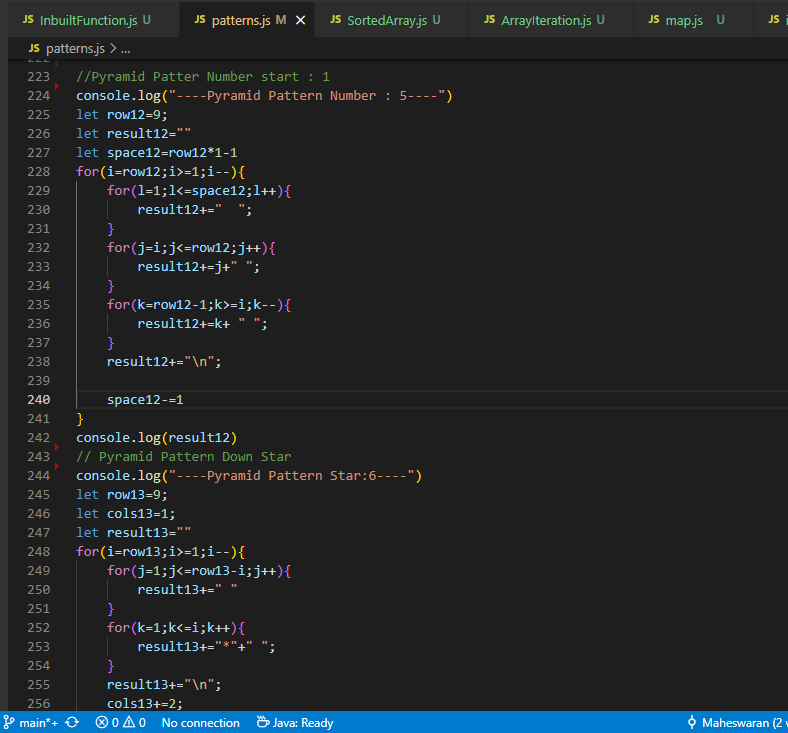 JS InbuiltFunction.js U JS patterns.js M × JS SortedArray.js U JS ArrayIteration.js U JS map.js U JS
JS patterns.js > ...
223 //Pyramid Patter Number start : 1
224 console.log("----Pyramid Pattern Number : 5----")
225 let row12=9;
226 let result12=""
227 let space12=row12*1-1
228 for(i=row12;i>=1;i--){
229 for(l=1;l<=space12;l++){
230 result12+="  ";
231 }
232 for(j=i;j<=row12;j++){
233 result12+=j+" ";
234 }
235 for(k=row12-1;k>=i;k--){
236 result12+=k+ " ";
237 }
238 result12+="\n";
239
240 space12-=1
241 }
242 console.log(result12)
243 // Pyramid Pattern Down Star
244 console.log("----Pyramid Pattern Star:6----")
245 let row13=9;
246 let cols13=1;
247 let result13=""
248 for(i=row13;i>=1;i--){
249 for(j=1;j<=row13-i;j++){
250 result13+=" "
251 }
252 for(k=1;k<=i;k++){
253 result13+="*"+" ";
254 }
255 result13+="\n";
256 cols13+=2;
main*+ 0 0 No connection Java: Ready Maheswaran (2